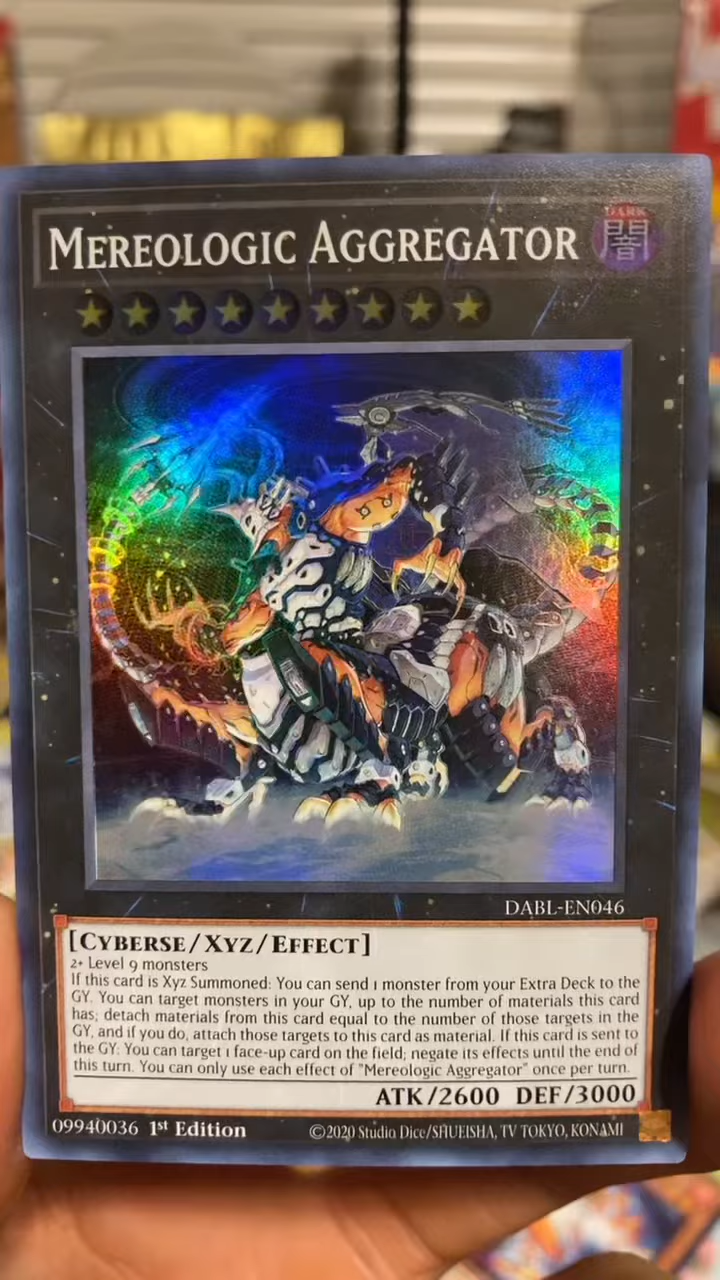 MEREOLOGIC AGGREGATOR
DARK
闇
DABL-EN046
[CYBERSE/XYZ/EFFECT]
2+ Level 9 monsters
If this card is Xyz Summoned: You can send 1 monster from your Extra Deck to the
GY. You can target monsters in your GY, up to the number of materials this card
has; detach materials from this card equal to the number of those targets in the
GY, and if you do, attach those targets to this card as material. If this card is sent to
the GY: You can target 1 face-up card on the field; negate its effects until the end of
this turn. You can only use each effect of "Mereologic Aggregator" once per turn.
ATK/2600 DEF/3000
09940036 1st Edition
©2020 Studio Dice/SHUEISHA, TV TOKYO, KONAMI